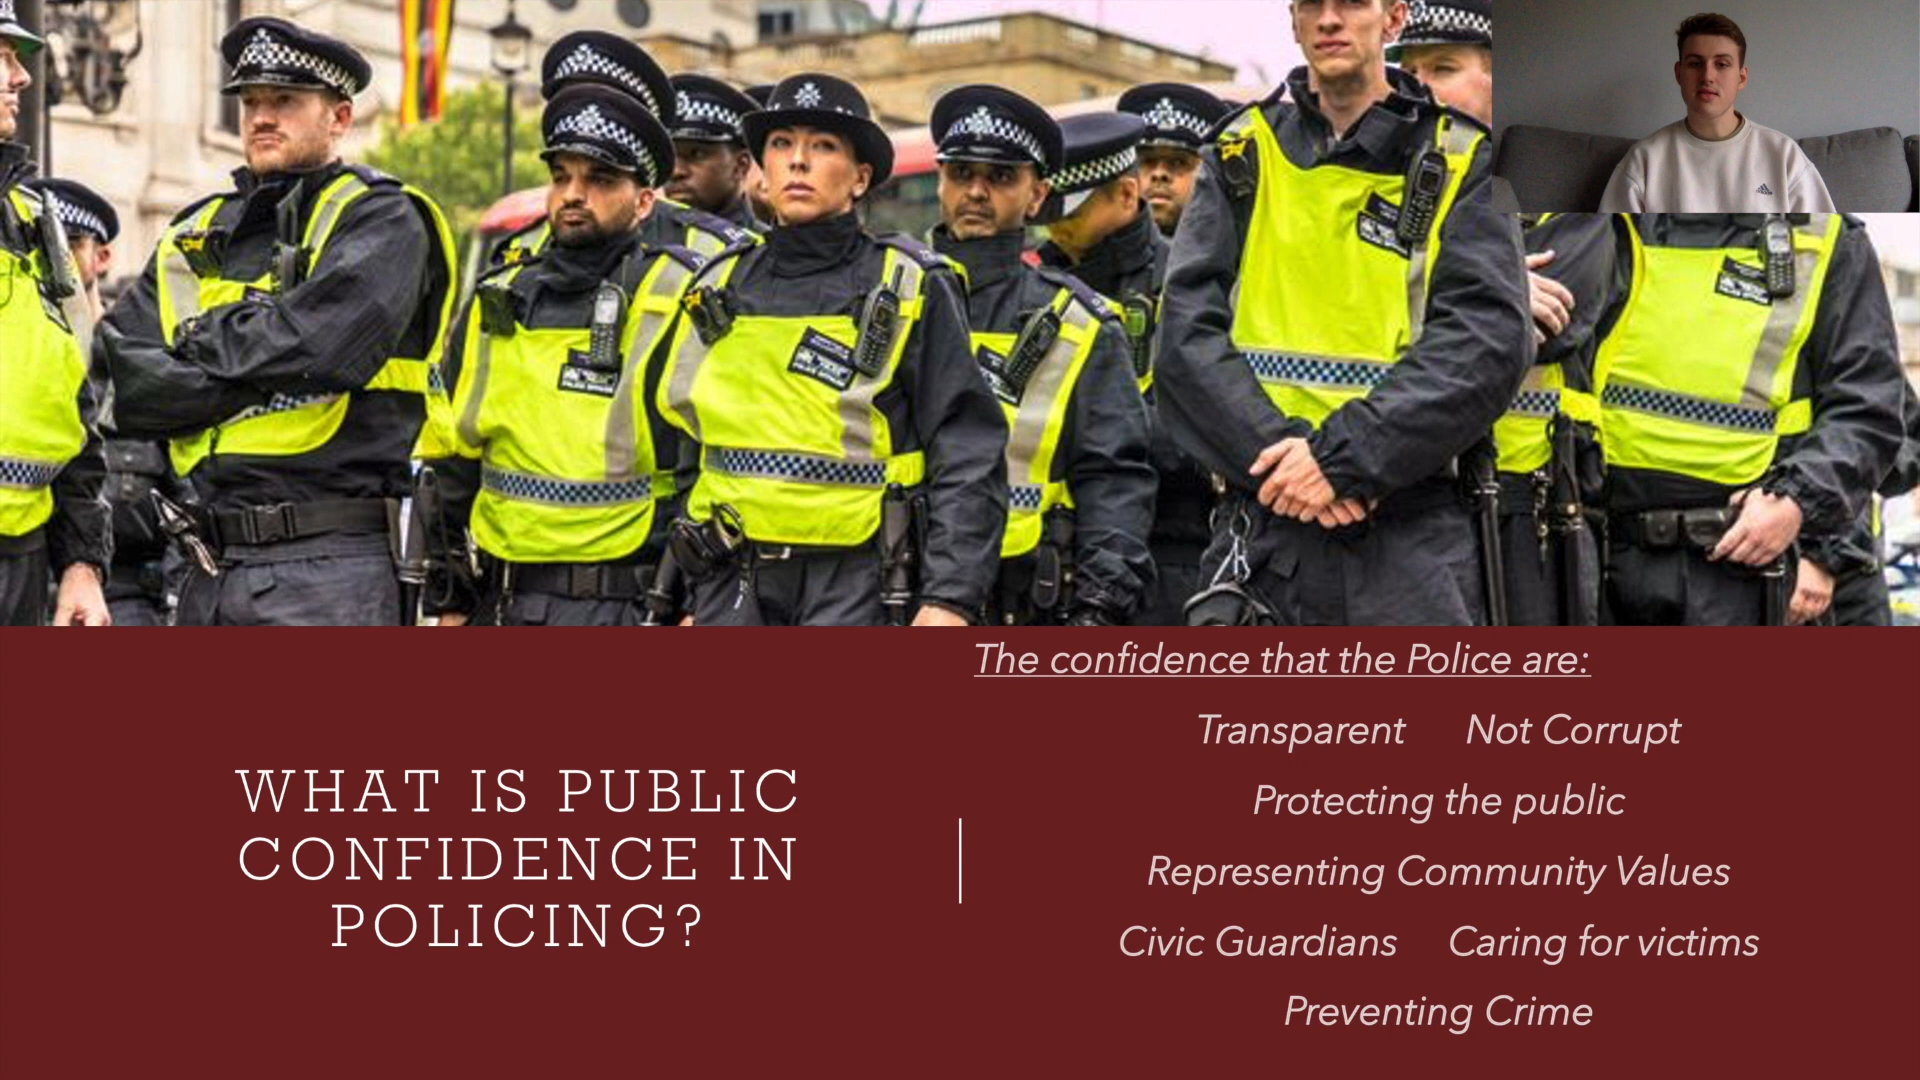 WHAT IS PUBLIC
CONFIDENCE IN
POLICING?
The confidence that the Police are:
Transparent Not Corrupt
Protecting the public
Representing Community Values
Civic Guardians Caring for victims
Preventing Crime